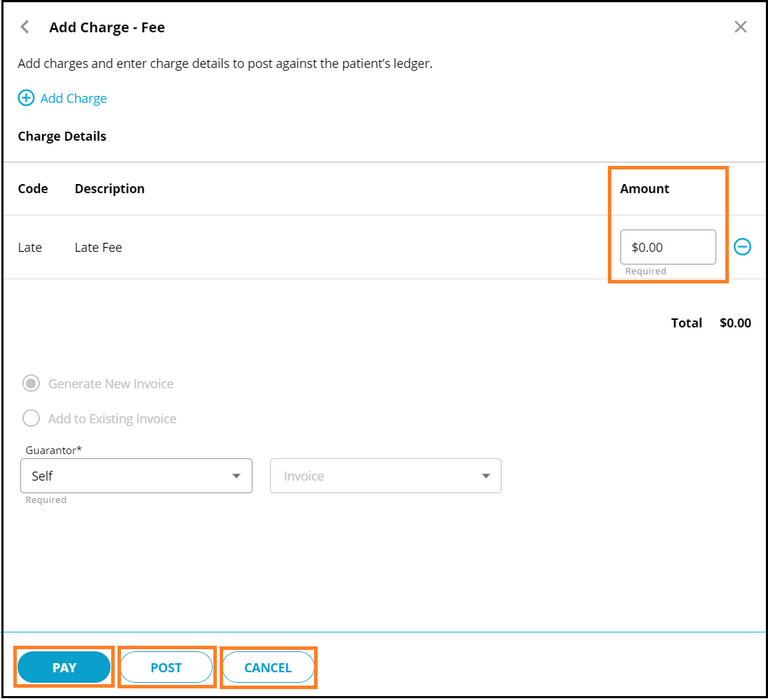 Add Charge - Fee
Add charges and enter charge details to post against the patient's ledger.
Add Charge
Charge Details
Code Description Amount
Late Late Fee $0.00
Required
Total $0.00
Generate New Invoice
Add to Existing Invoice
Guarantor*
Self Invoice
Required
PAY POST CANCEL